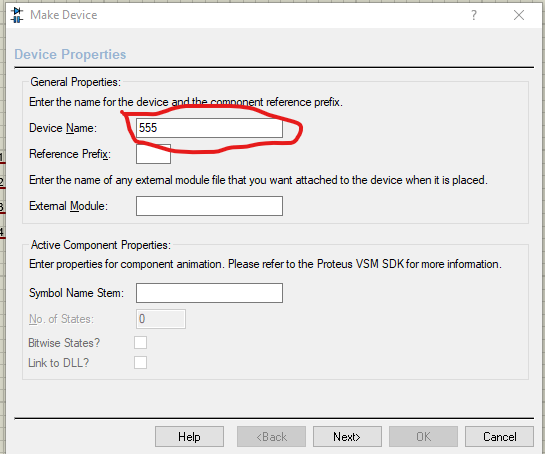 Make Device
?
Device Properties
General Properties:
Enter the name for the device and the component reference prefix.
Device Name: 555
Reference Prefix:
Enter the name of any external module file that you want attached to the device when it is placed.
External Module:
Active Component Properties:
Enter properties for component animation. Please refer to the Proteus VSM SDK for more information.
Symbol Name Stem:
No. of States: 0
Bitwise States?
Link to DLL?
Help <Back Next> OK Cancel
1
2
3
4